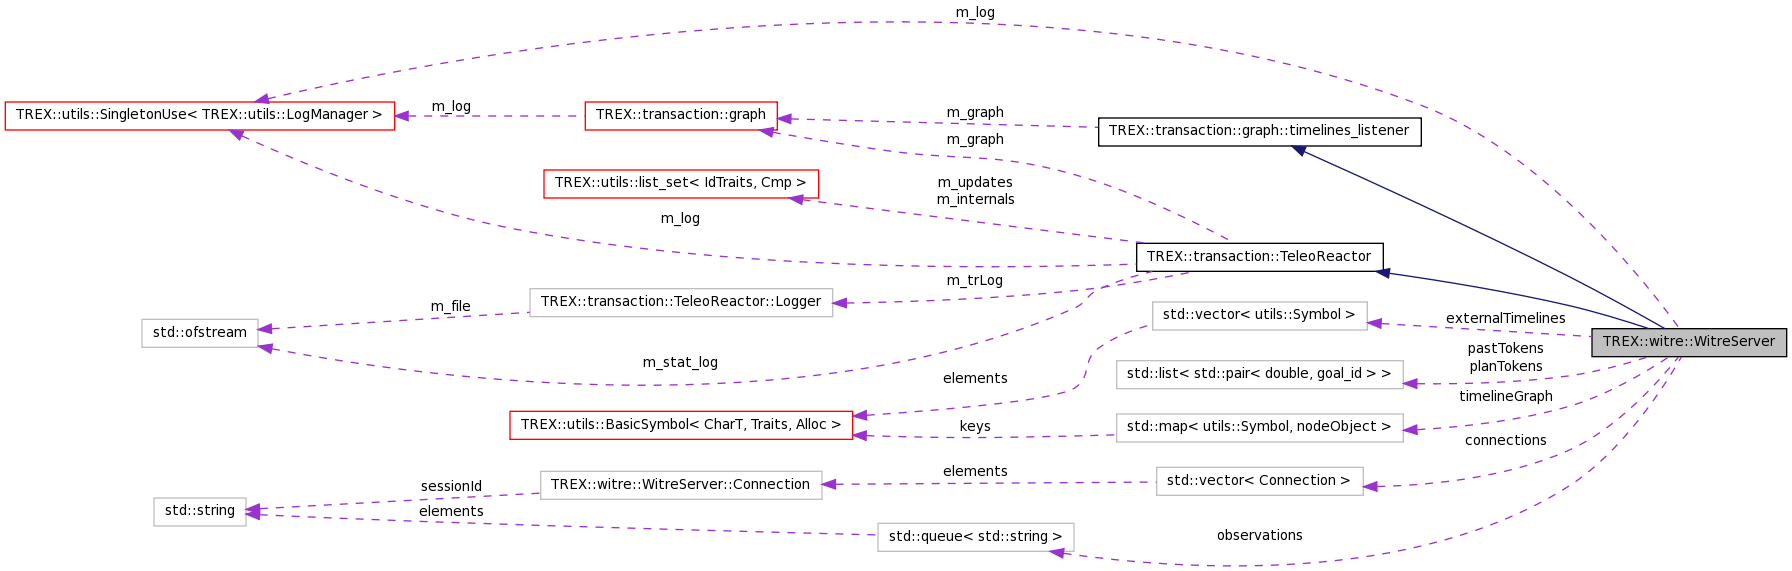 m_log
TREX::utils::SingletonUse< TREX::utils::LogManager >
m_log
TREX::transaction::graph
m_graph
TREX::transaction::graph::timelines_listener
m_graph
TREX::utils::list_set< IdTraits, Cmp >
m_updates
m_internals
m_log
TREX::transaction::TeleoReactor
m_trLog
TREX::transaction::TeleoReactor::Logger
m_file
std::ofstream
m_stat_log
std::vector< utils::Symbol >
externalTimelines
TREX::witre::WitreServer
pastTokens
planTokens
std::list< std::pair< double, goal_id > >
elements
timelineGraph
TREX::utils::BasicSymbol< CharT, Traits, Alloc >
keys
std::map< utils::Symbol, nodeObject >
connections
elements
std::vector< Connection >
TREX::witre::WitreServer::Connection
sessionId
std::string
elements
std::queue< std::string >
observations